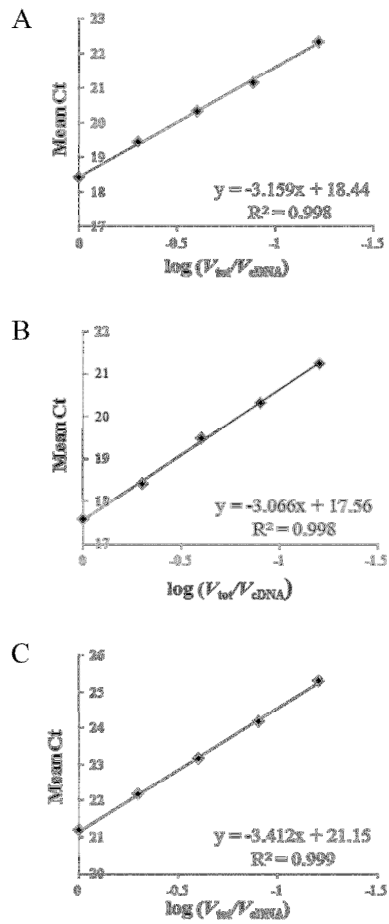 A
23
22
21
20
19
18
17
Mean Ct
0
-0.5
-1
-1.5
y = -3.159x + 18.44
R² = 0.998
log (Vtot/VcDNA)
B
22
21
20
19
18
17
Mean Ct
0
-0.5
-1
-1.5
y = -3.066x + 17.56
R² = 0.998
log (Vtot/VcDNA)
C
26
25
24
23
22
21
20
Mean Ct
0
-0.5
-1
-1.5
y = -3.412x + 21.15
R² = 0.999
log (Vtot/VcDNA)